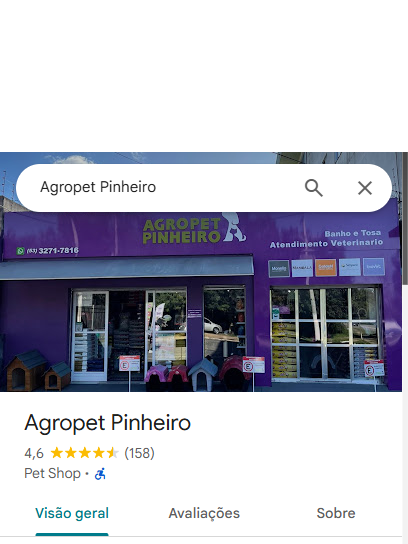 Agropet Pinheiro
AGROPET
PINHEIRO
(53) 3271-7816
Banho e Tosa
Atendimento Veterinario
E
E
E
Agropet Pinheiro
4,6 (158)
Pet Shop ·
Visão geral
Avaliações
Sobre